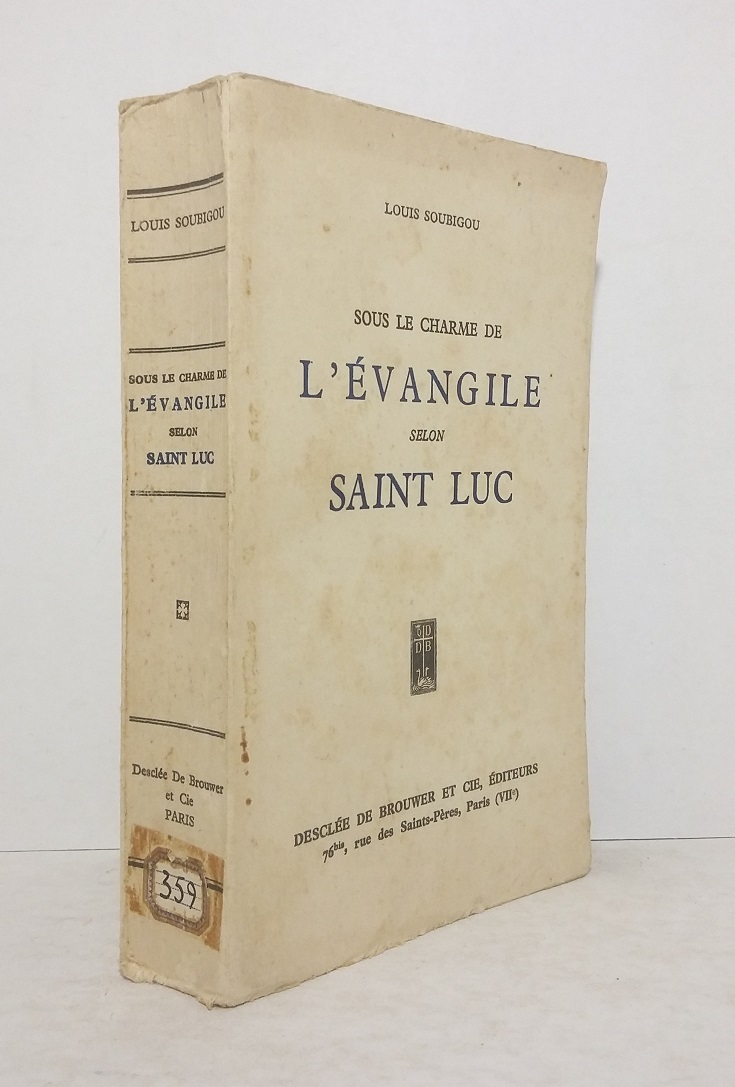 LOUIS SOUBIGOU
SOUS LE CHARME DE
L'ÉVANGILE
SELON
SAINT LUC
Desclée De Brouwer
et Cie
PARIS
359
LOUIS SOUBIGOU
SOUS LE CHARME DE
L'ÉVANGILE
SELON
SAINT LUC
DDB
DESCLÉE DE BROUWER ET CIE, ÉDITEURS
76bis, rue des Saints-Pères, Paris (VIIe)